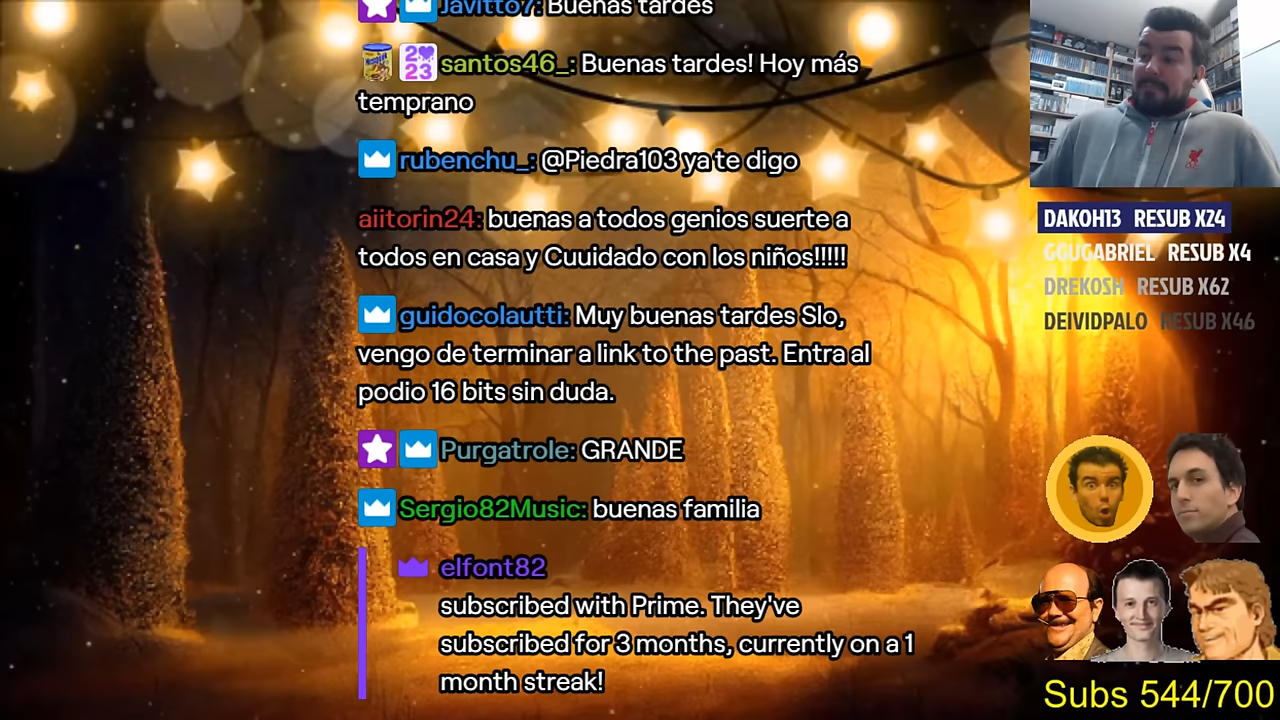 Javitto7: Buenas tardes
santos46_: Buenas tardes! Hoy más
temprano
rubenchu_: @Piedra103 ya te digo
aiitorin24: buenas a todos genios suerte a
todos en casa y Cuuidado con los niños!!!!!
guidocolautti: Muy buenas tardes Slo,
vengo de terminar a link to the past. Entra al
podio 16 bits sin duda.
Purgatrole: GRANDE
Sergio82Music: buenas familia
elfont82
subscribed with Prime. They've
subscribed for 3 months, currently on a 1
month streak!
DAKOH13 RESUB X24
GGUGABRIEL RESUB X4
DREKOSH RESUB X62
DEIVIDPALO RESUB X46
Subs 544/700